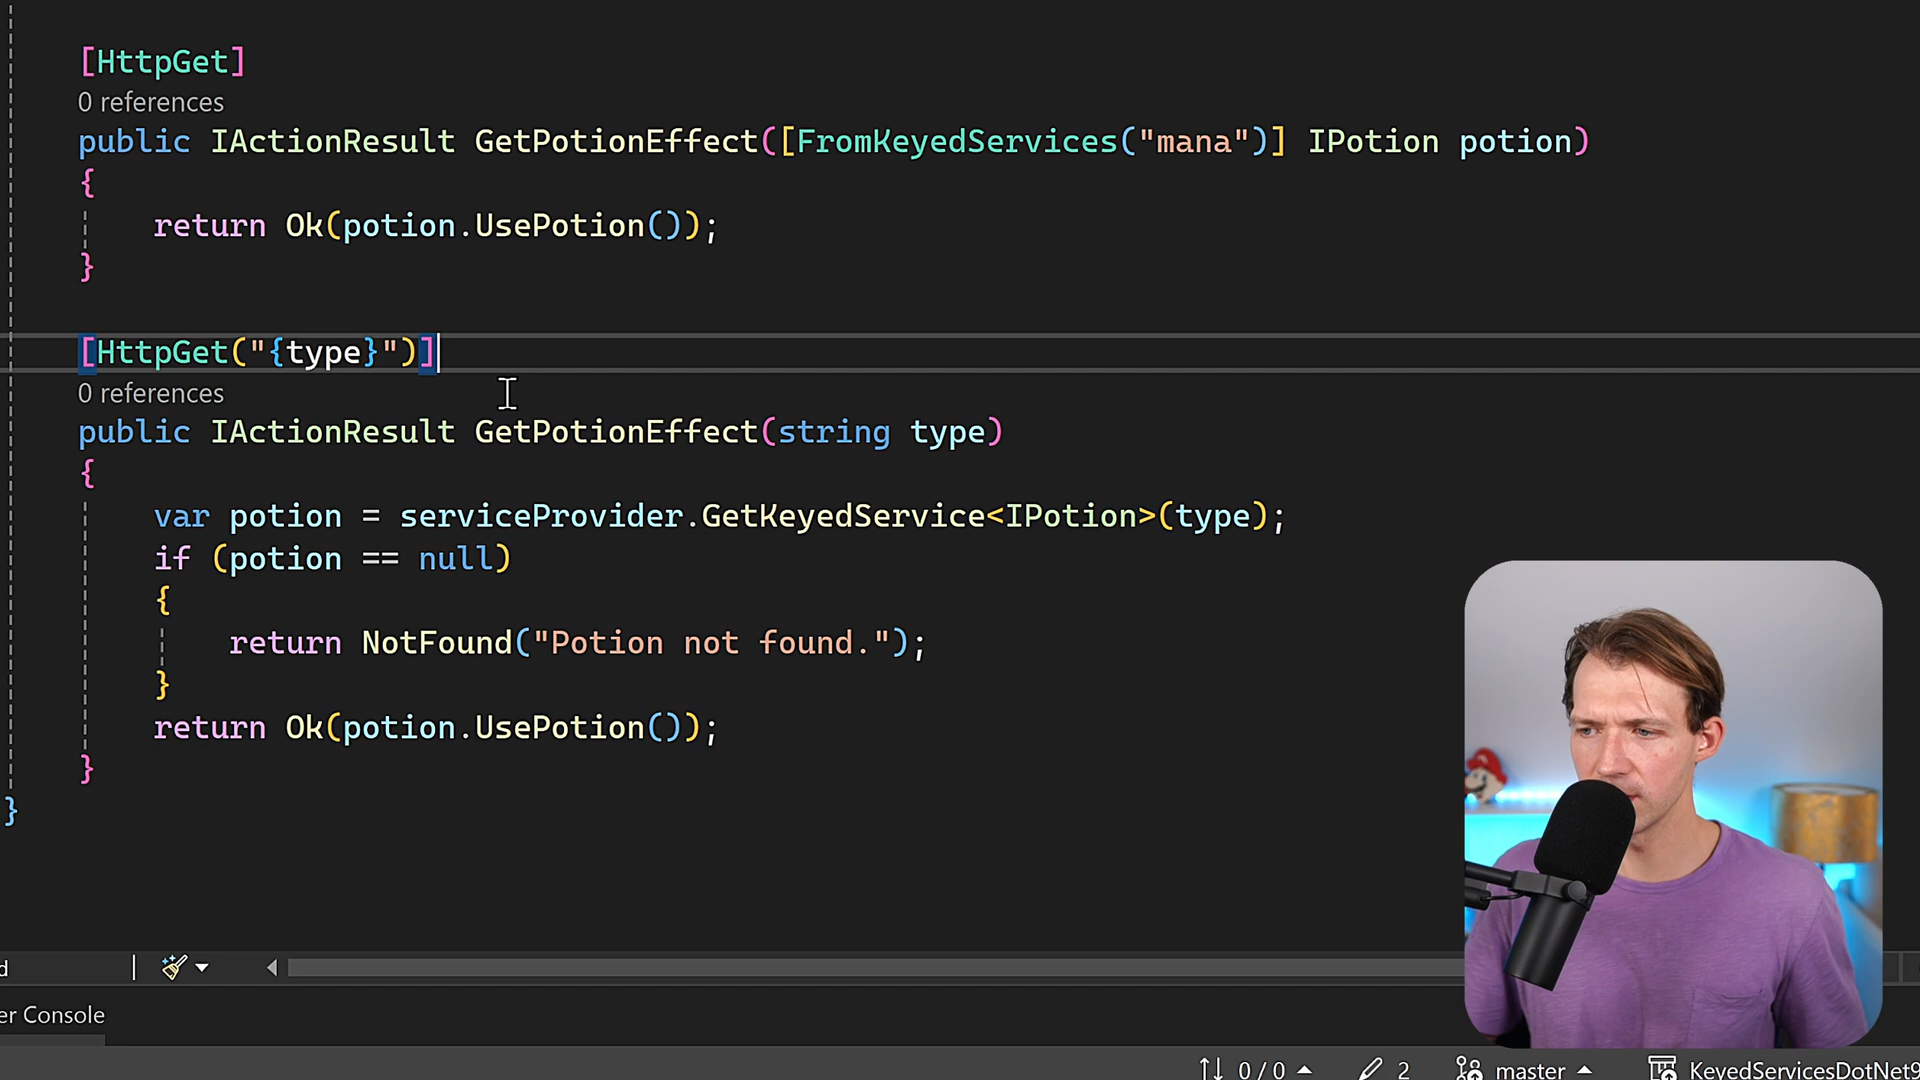 [HttpGet]
0 references
public IActionResult GetPotionEffect([FromKeyedServices("mana")] IPotion potion)
{
return Ok(potion.UsePotion());
}
[HttpGet("{type}")]
0 references
public IActionResult GetPotionEffect(string type)
{
var potion = serviceProvider.GetKeyedService<IPotion>(type);
if (potion == null)
{
return NotFound("Potion not found.");
}
return Ok(potion.UsePotion());
}
}
d
er Console
0 / 0
2
master
KeyedServicesDotNet9